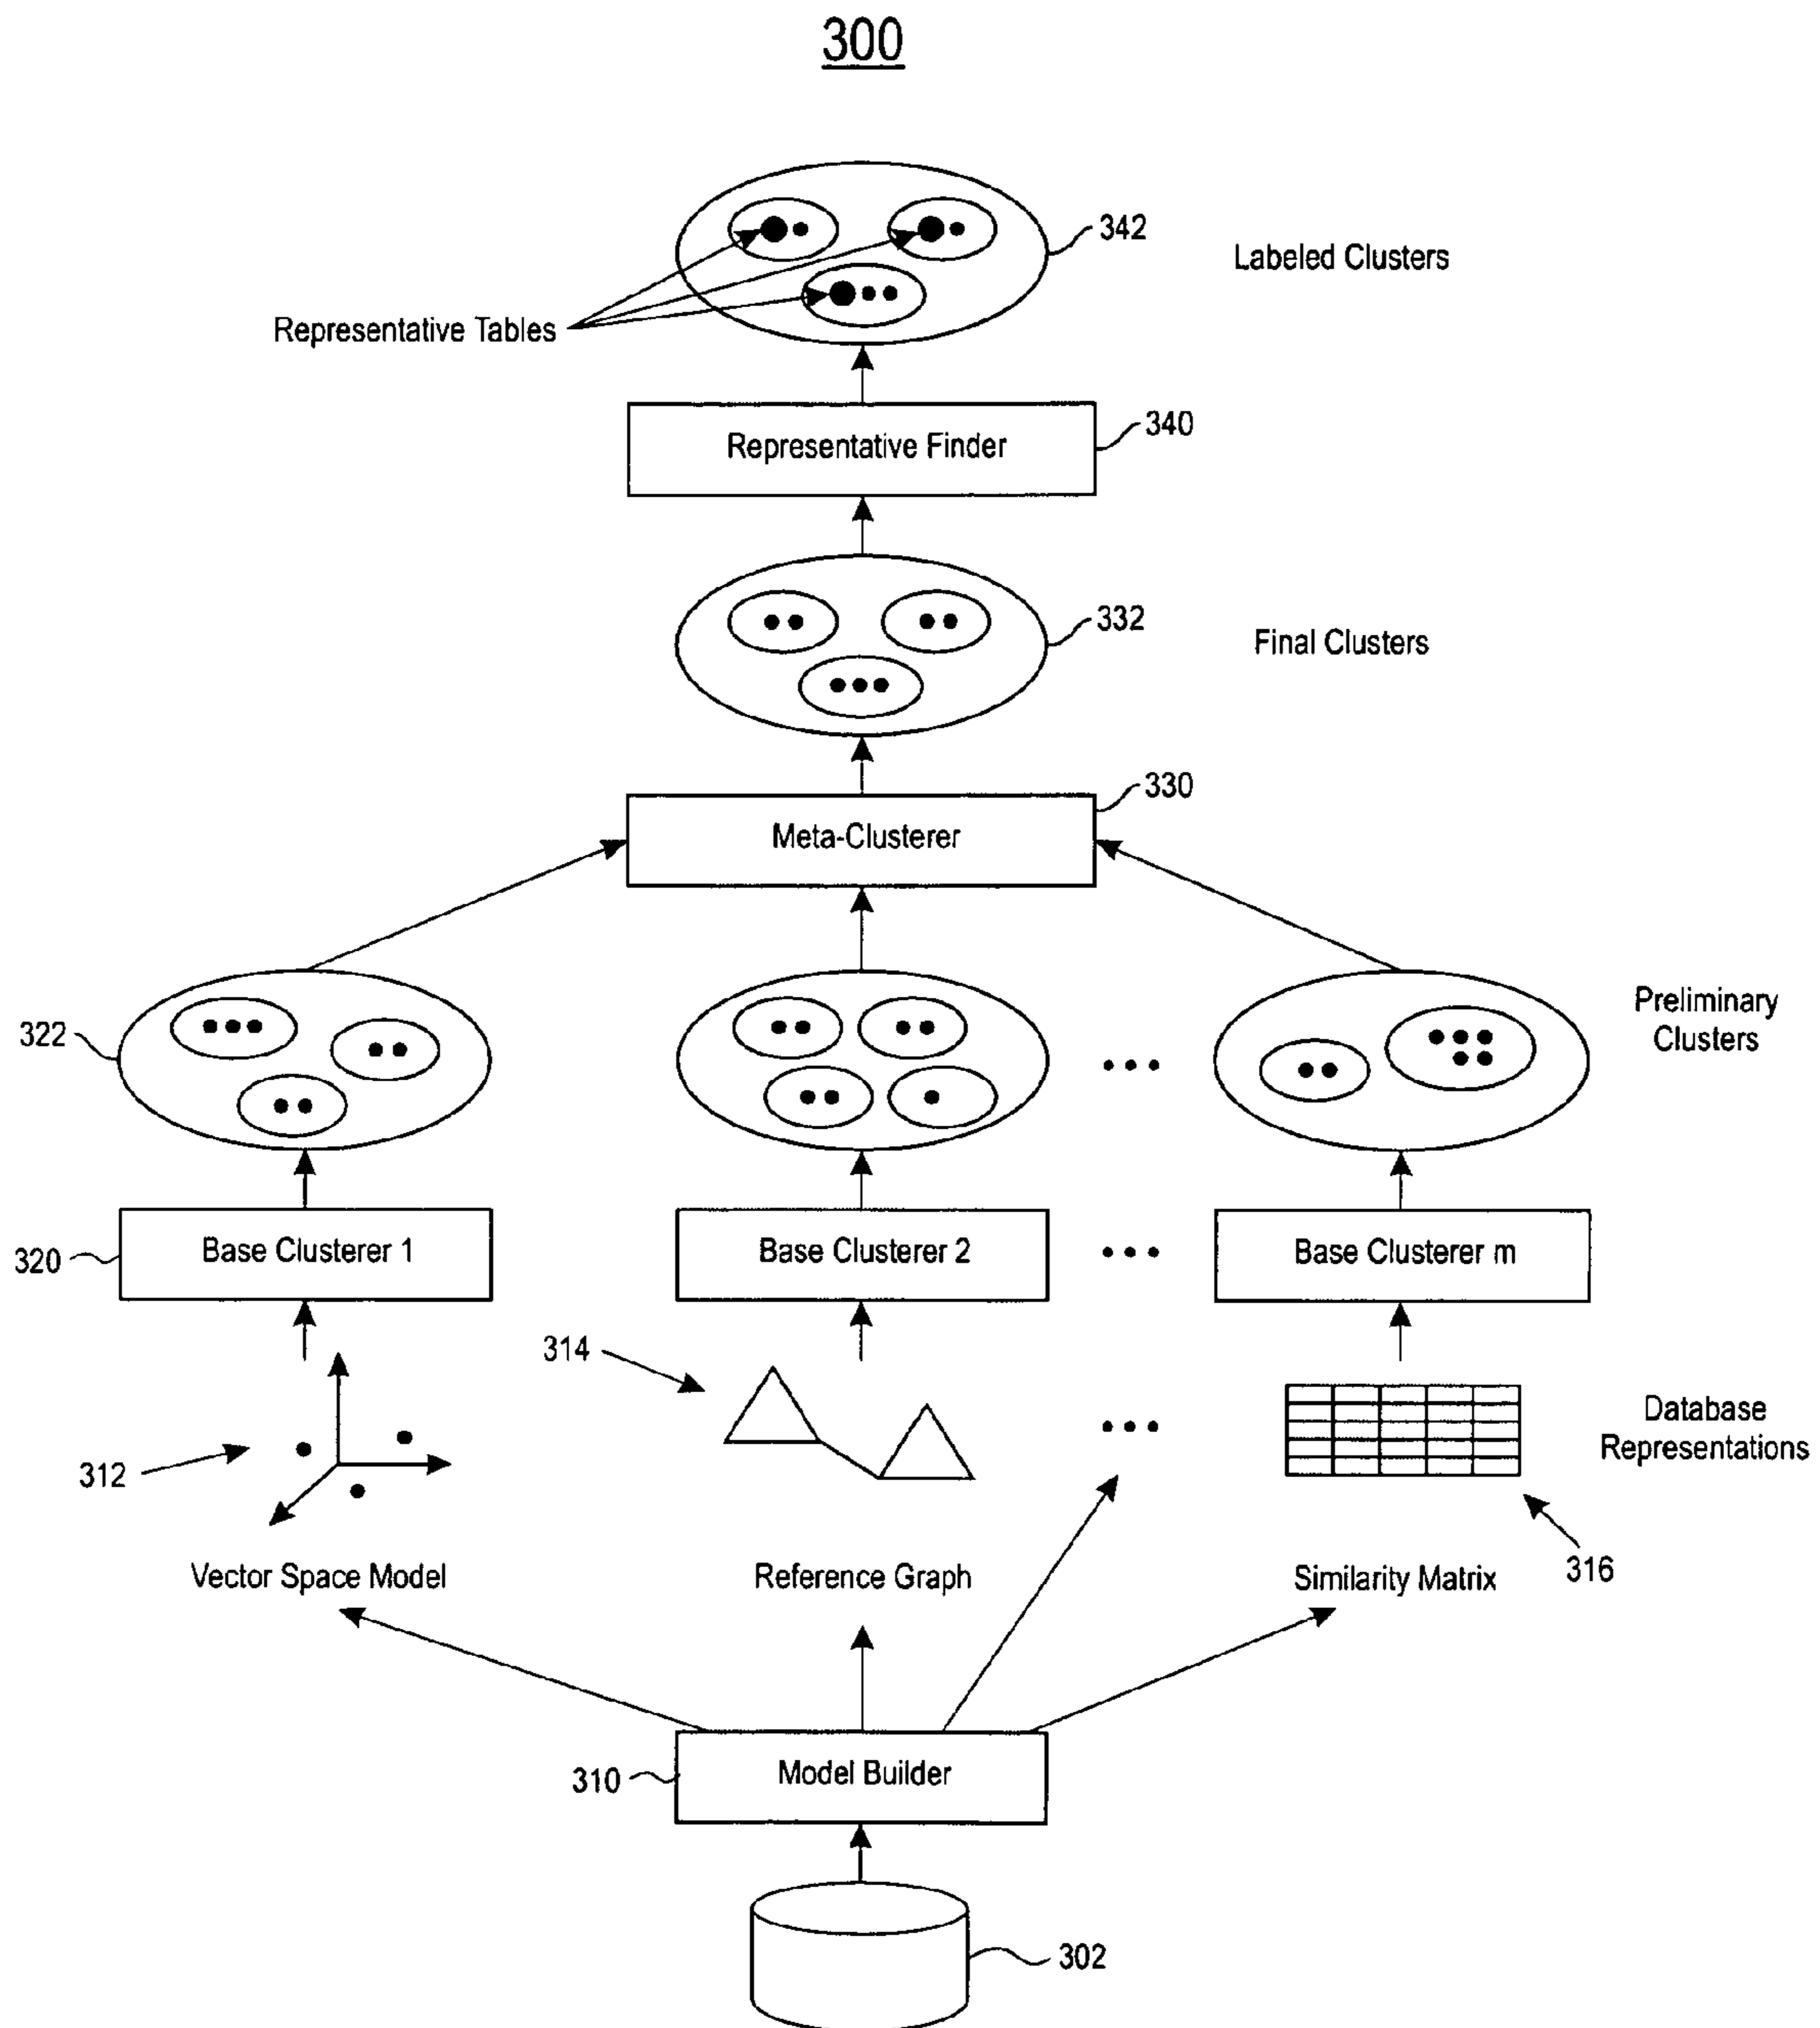 300
342
Labeled Clusters
Representative Tables
340
Representative Finder
332
Final Clusters
330
Meta-Clusterer
322
Preliminary
Clusters
320
Base Clusterer 1
Base Clusterer 2
Base Clusterer m
314
312
Database
Representations
316
Vector Space Model
Reference Graph
Similarity Matrix
310
Model Builder
302